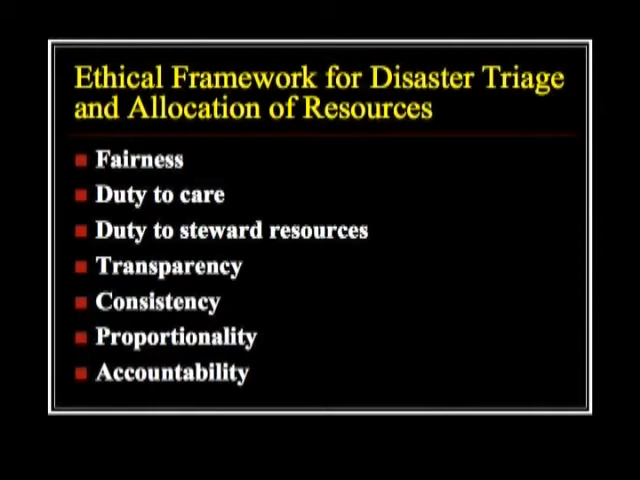 Ethical Framework for Disaster Triage
and Allocation of Resources
Fairness
Duty to care
Duty to steward resources
Transparency
Consistency
Proportionality
Accountability